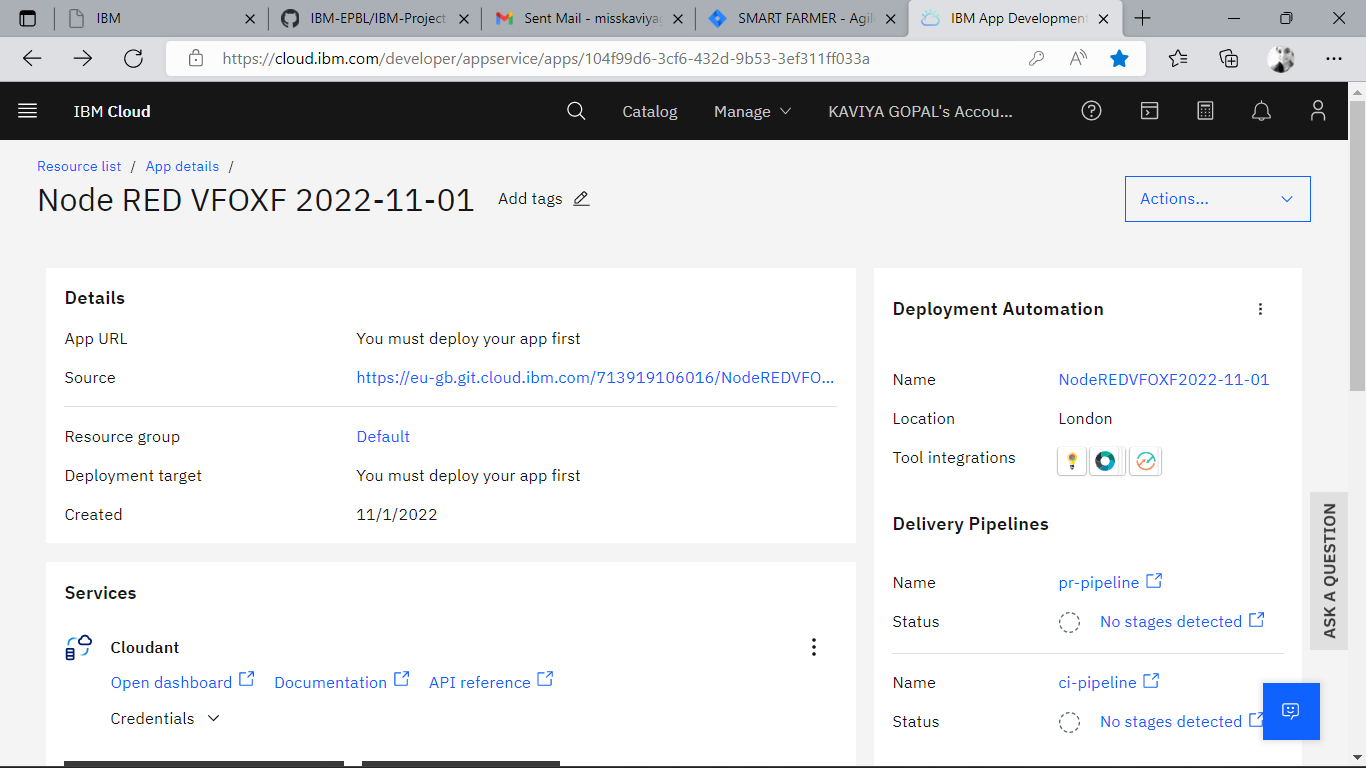 IBM
IBM-EPBL/IBM-Project
Sent Mail - misskaviyag
SMART FARMER - Agil
IBM App Development
https://cloud.ibm.com/developer/appservice/apps/104f99d6-3cf6-432d-9b53-3ef311ff033a
IBM Cloud
Catalog
Manage
KAVIYA GOPAL's Accou...
Resource list / App details /
Node RED VFOXF 2022-11-01
Add tags
Actions...
Details
App URL You must deploy your app first
Source https://eu-gb.git.cloud.ibm.com/713919106016/NodeREDVFO...
Resource group Default
Deployment target You must deploy your app first
Created 11/1/2022
Services
Cloudant
Open dashboard Documentation API reference
Credentials
Deployment Automation
Name NodeREDVFOXF2022-11-01
Location London
Tool integrations
Delivery Pipelines
Name pr-pipeline
Status No stages detected
Name ci-pipeline
Status No stages detected
ASK A QUESTION